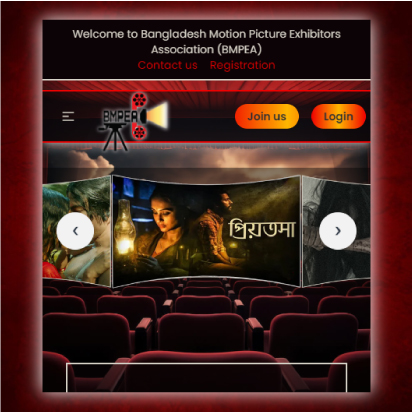 Welcome to Bangladesh Motion Picture Exhibitors
Association (BMPEA)
Contact us Registration
BMPEA
Join us
Login
প্রিয়তমা